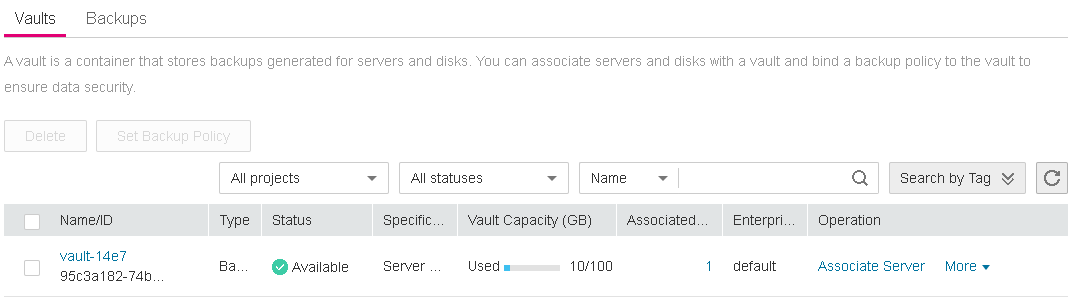 Vaults Backups
A vault is a container that stores backups generated for servers and disks. You can associate servers and disks with a vault and bind a backup policy to the vault to
ensure data security.
Delete Set Backup Policy
All projects All statuses Name Search by Tag
Name/ID Type Status Specific... Vault Capacity (GB) Associated... Enterpri... Operation
vault-14e7
95c3a182-74b... Ba... Available Server ... Used 10/100 1 default Associate Server More